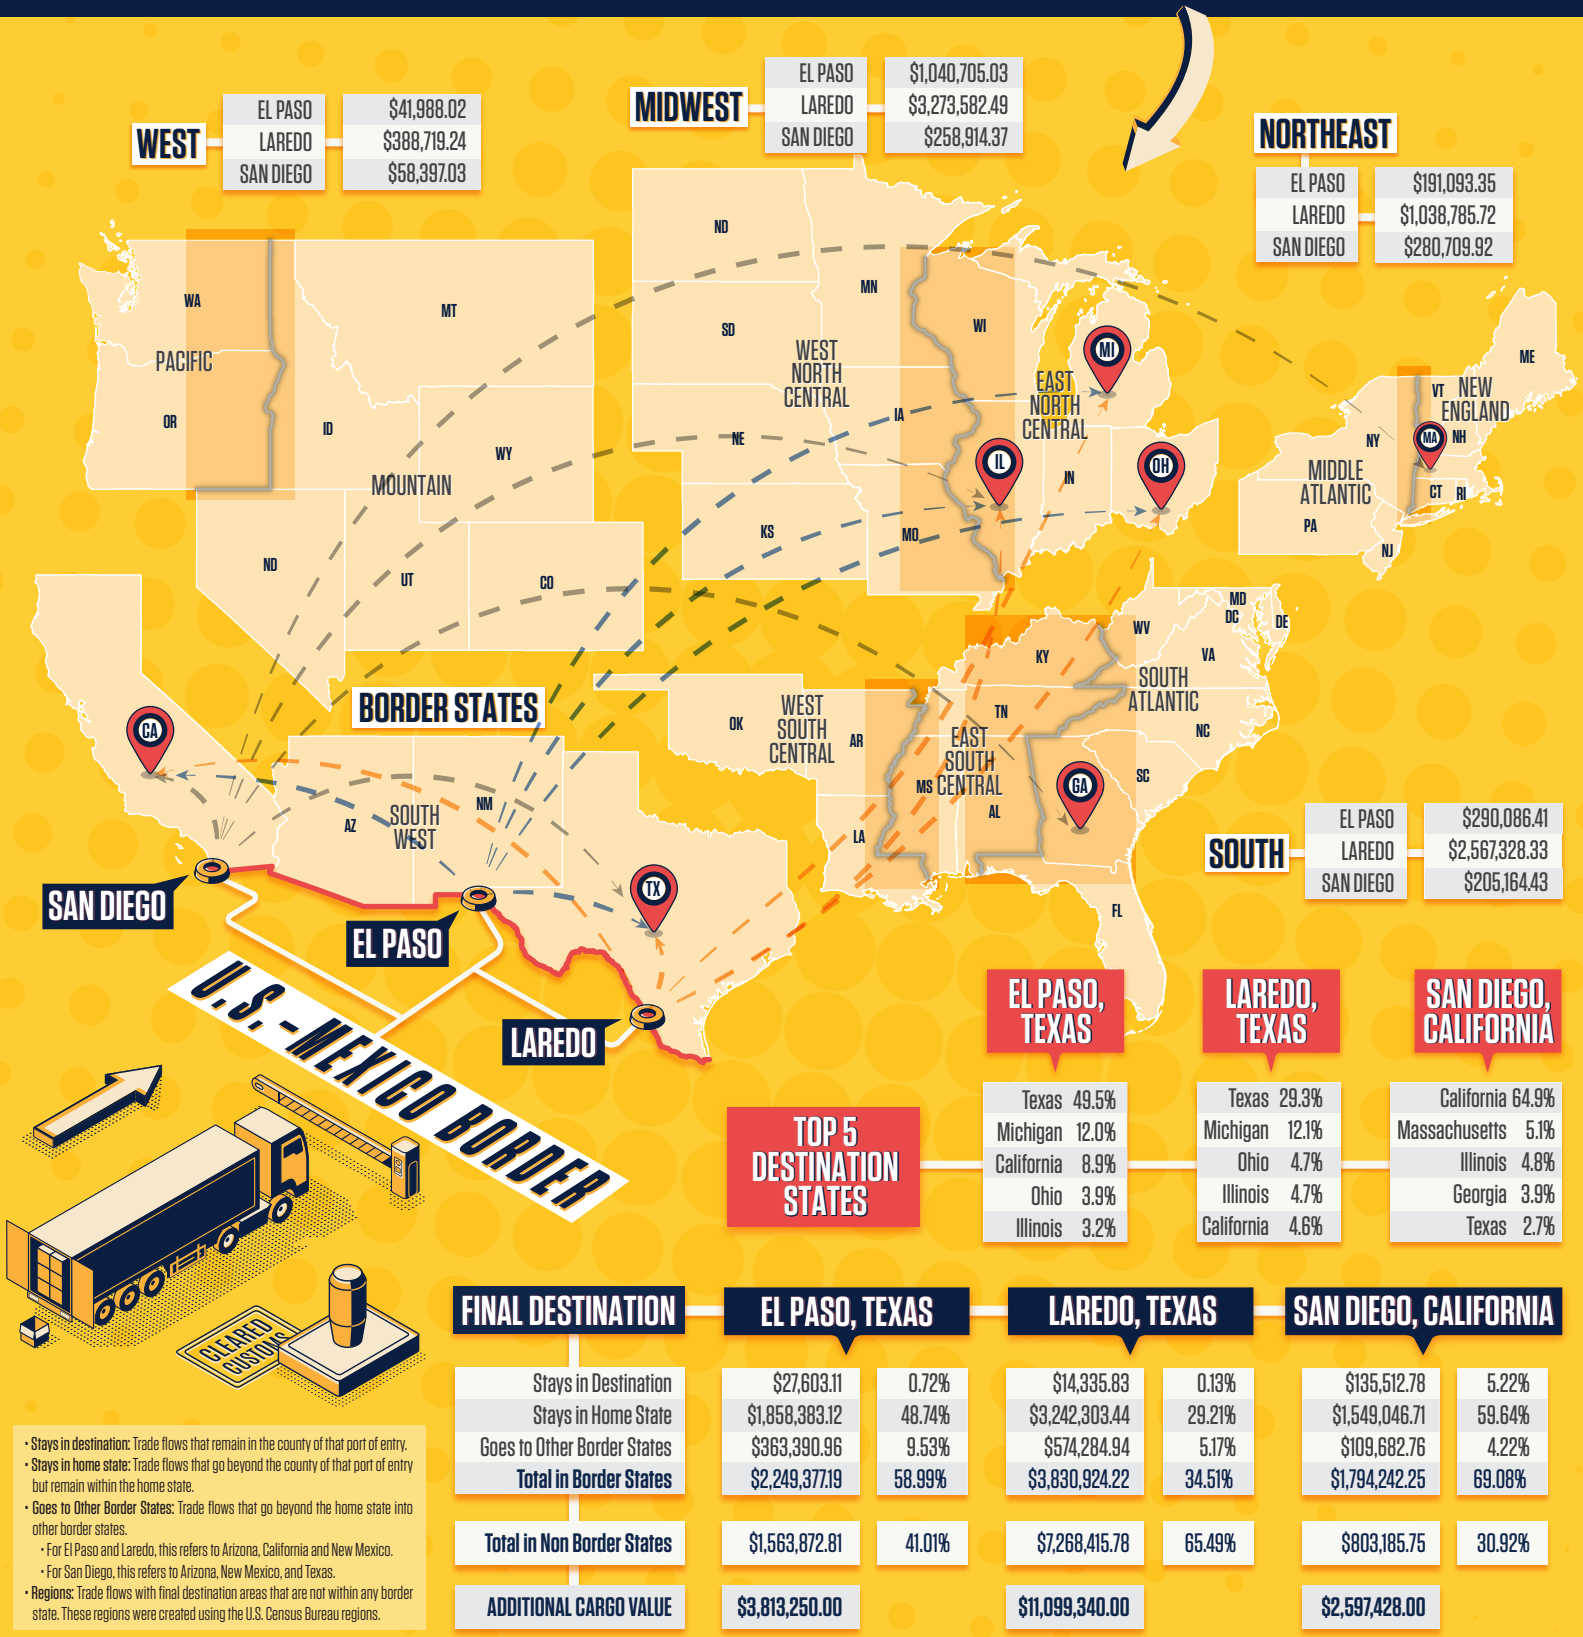 WEST
EL PASO $41,988.02
LAREDO $388,719.24
SAN DIEGO $58,397.03
MIDWEST
EL PASO $1,040,705.03
LAREDO $3,273,582.49
SAN DIEGO $258,914.37
NORTHEAST
EL PASO $191,093.35
LAREDO $1,038,785.72
SAN DIEGO $280,709.92
WA
PACIFIC
OR
MT
ID
WY
MOUNTAIN
ND
UT
CO
ND
SD
MN
WI
WEST
NORTH
CENTRAL
IA
NE
KS
MO
MI
EAST
NORTH
CENTRAL
IL
IN
OH
ME
VT
NEW
ENGLAND
NY
MA
NH
MIDDLE
ATLANTIC
CT
RI
PA
NJ
MD
DC
DE
WV
VA
KY
SOUTH
ATLANTIC
TN
NC
SC
WEST
SOUTH
CENTRAL
OK
AR
EAST
SOUTH
CENTRAL
MS
AL
GA
LA
FL
BORDER STATES
CA
SOUTH
WEST
AZ
NM
TX
SOUTH
EL PASO $290,086.41
LAREDO $2,567,328.33
SAN DIEGO $205,164.43
SAN DIEGO
EL PASO
LAREDO
U.S. - MEXICO BORDER
TOP 5
DESTINATION
STATES
EL PASO,
TEXAS
Texas 49.5%
Michigan 12.0%
California 8.9%
Ohio 3.9%
Illinois 3.2%
LAREDO,
TEXAS
Texas 29.3%
Michigan 12.1%
Ohio 4.7%
Illinois 4.7%
California 4.6%
SAN DIEGO,
CALIFORNIA
California 64.9%
Massachusetts 5.1%
Illinois 4.8%
Georgia 3.9%
Texas 2.7%
CLEARED
CUSTOMS
FINAL DESTINATION EL PASO, TEXAS LAREDO, TEXAS SAN DIEGO, CALIFORNIA
Stays in Destination $27,603.11 0.72% $14,335.83 0.13% $135,512.78 5.22%
Stays in Home State $1,858,383.12 48.74% $3,242,303.44 29.21% $1,549,046.71 59.64%
Goes to Other Border States $363,390.96 9.53% $574,284.94 5.17% $109,682.76 4.22%
Total in Border States $2,249,377.19 58.99% $3,830,924.22 34.51% $1,794,242.25 69.08%
Total in Non Border States $1,563,872.81 41.01% $7,268,415.78 65.49% $803,185.75 30.92%
ADDITIONAL CARGO VALUE $3,813,250.00 $11,099,340.00 $2,597,428.00
• Stays in destination: Trade flows that remain in the county of that port of entry.
• Stays in home state: Trade flows that go beyond the county of that port of entry
but remain within the home state.
• Goes to Other Border States: Trade flows that go beyond the home state into
other border states.
• For El Paso and Laredo, this refers to Arizona, California and New Mexico.
• For San Diego, this refers to Arizona, New Mexico, and Texas.
• Regions: Trade flows with final destination areas that are not within any border
state. These regions were created using the U.S. Census Bureau regions.